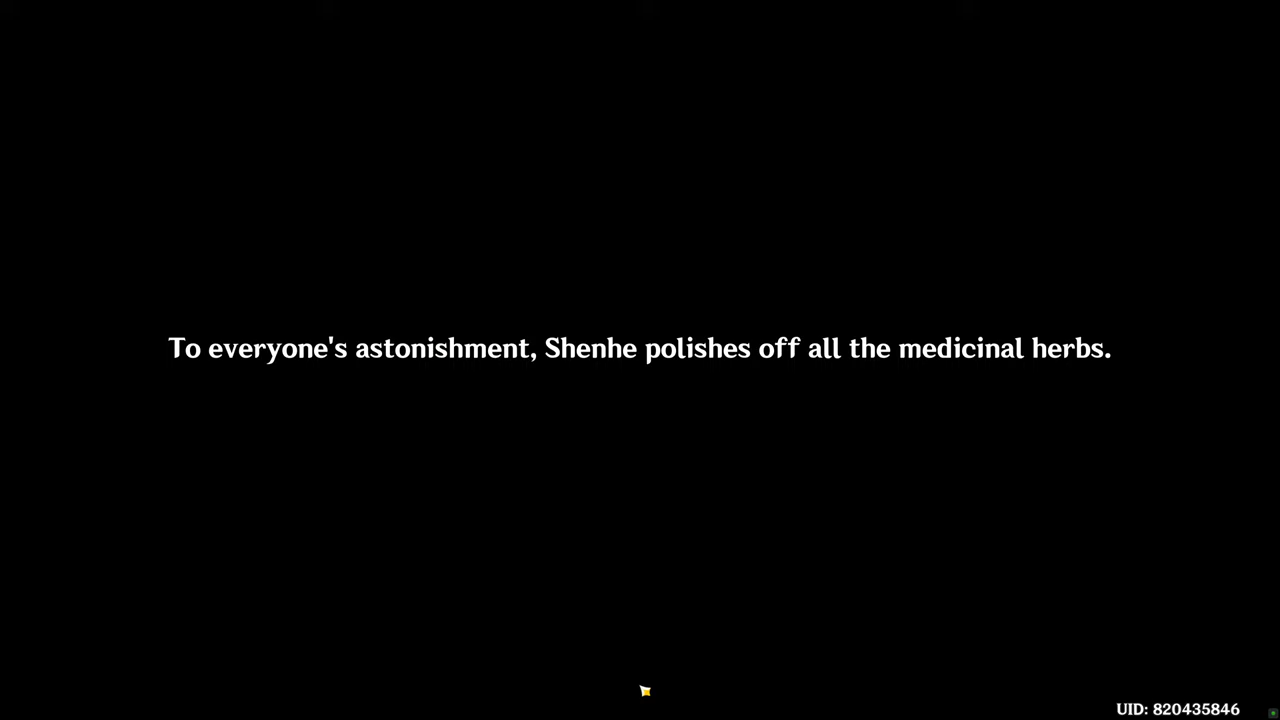 To everyone's astonishment, Shenhe polishes off all the medicinal herbs.
UID: 820435846